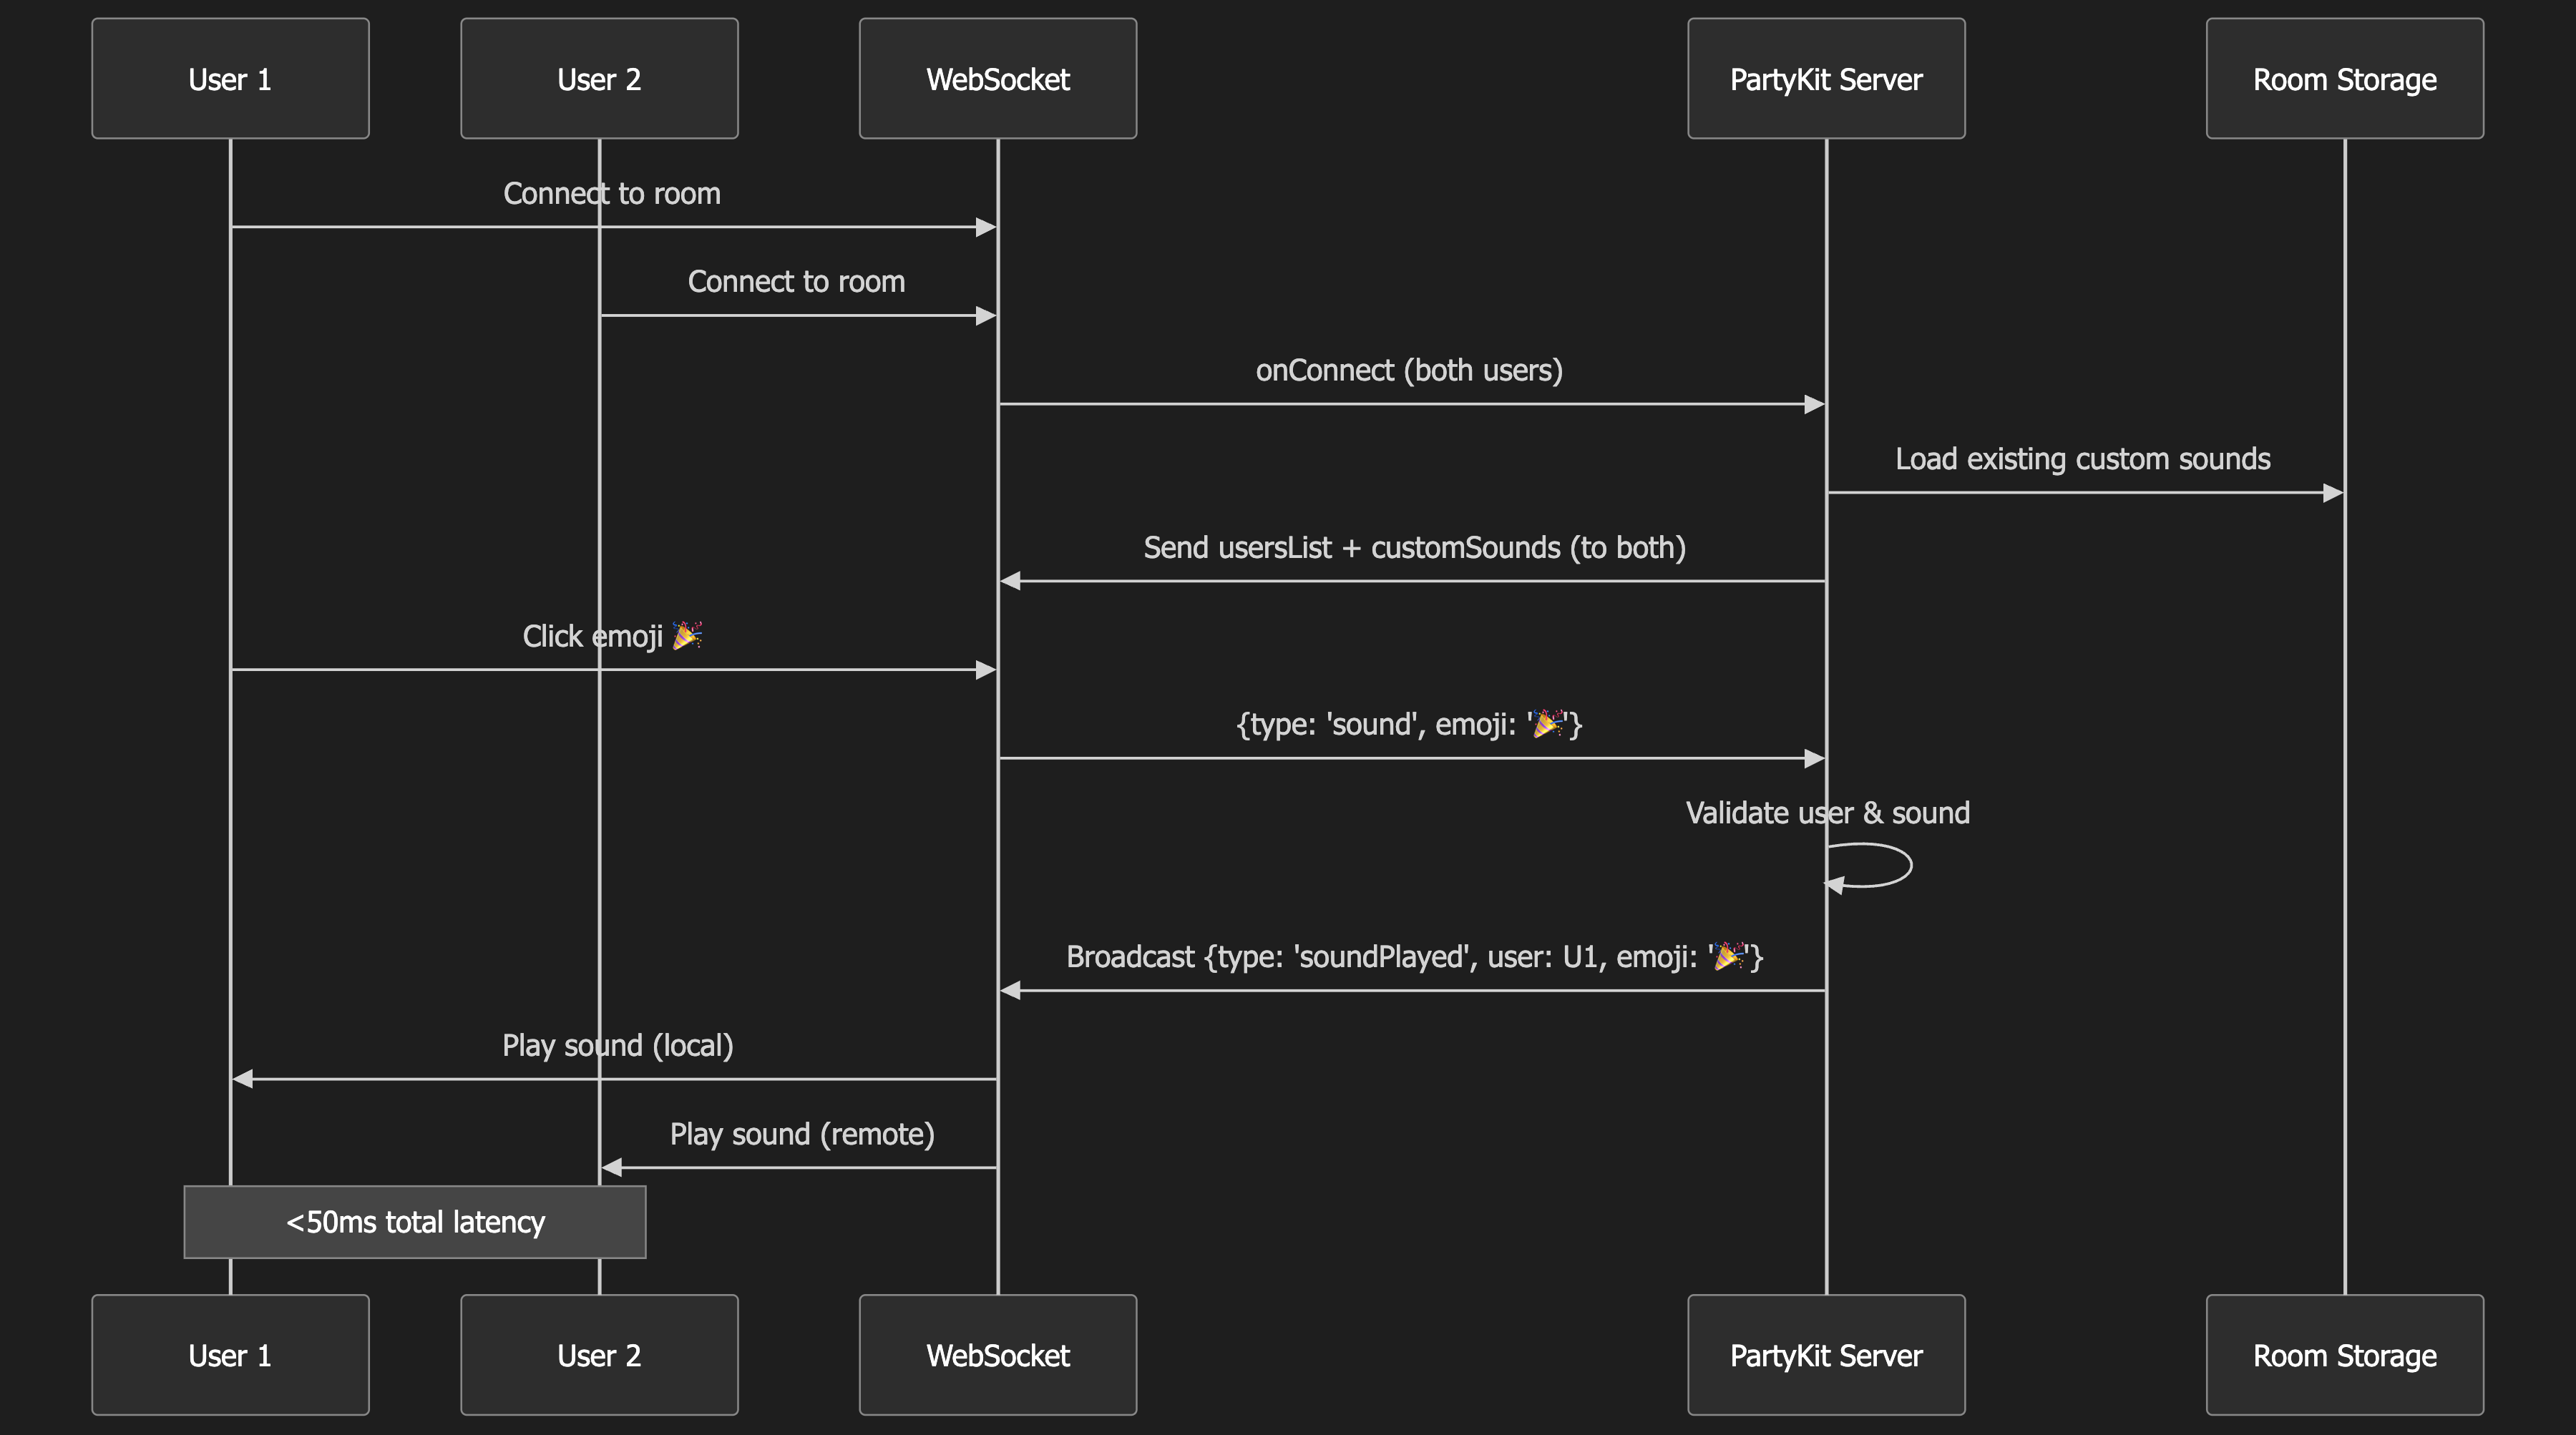 User 1
User 2
WebSocket
PartyKit Server
Room Storage
Connect to room
Connect to room
onConnect (both users)
Load existing custom sounds
Send usersList + customSounds (to both)
Click emoji 🎉
{type: 'sound', emoji: '🎉'}
Validate user & sound
Broadcast {type: 'soundPlayed', user: U1, emoji: '🎉'}
Play sound (local)
Play sound (remote)
<50ms total latency
User 1
User 2
WebSocket
PartyKit Server
Room Storage